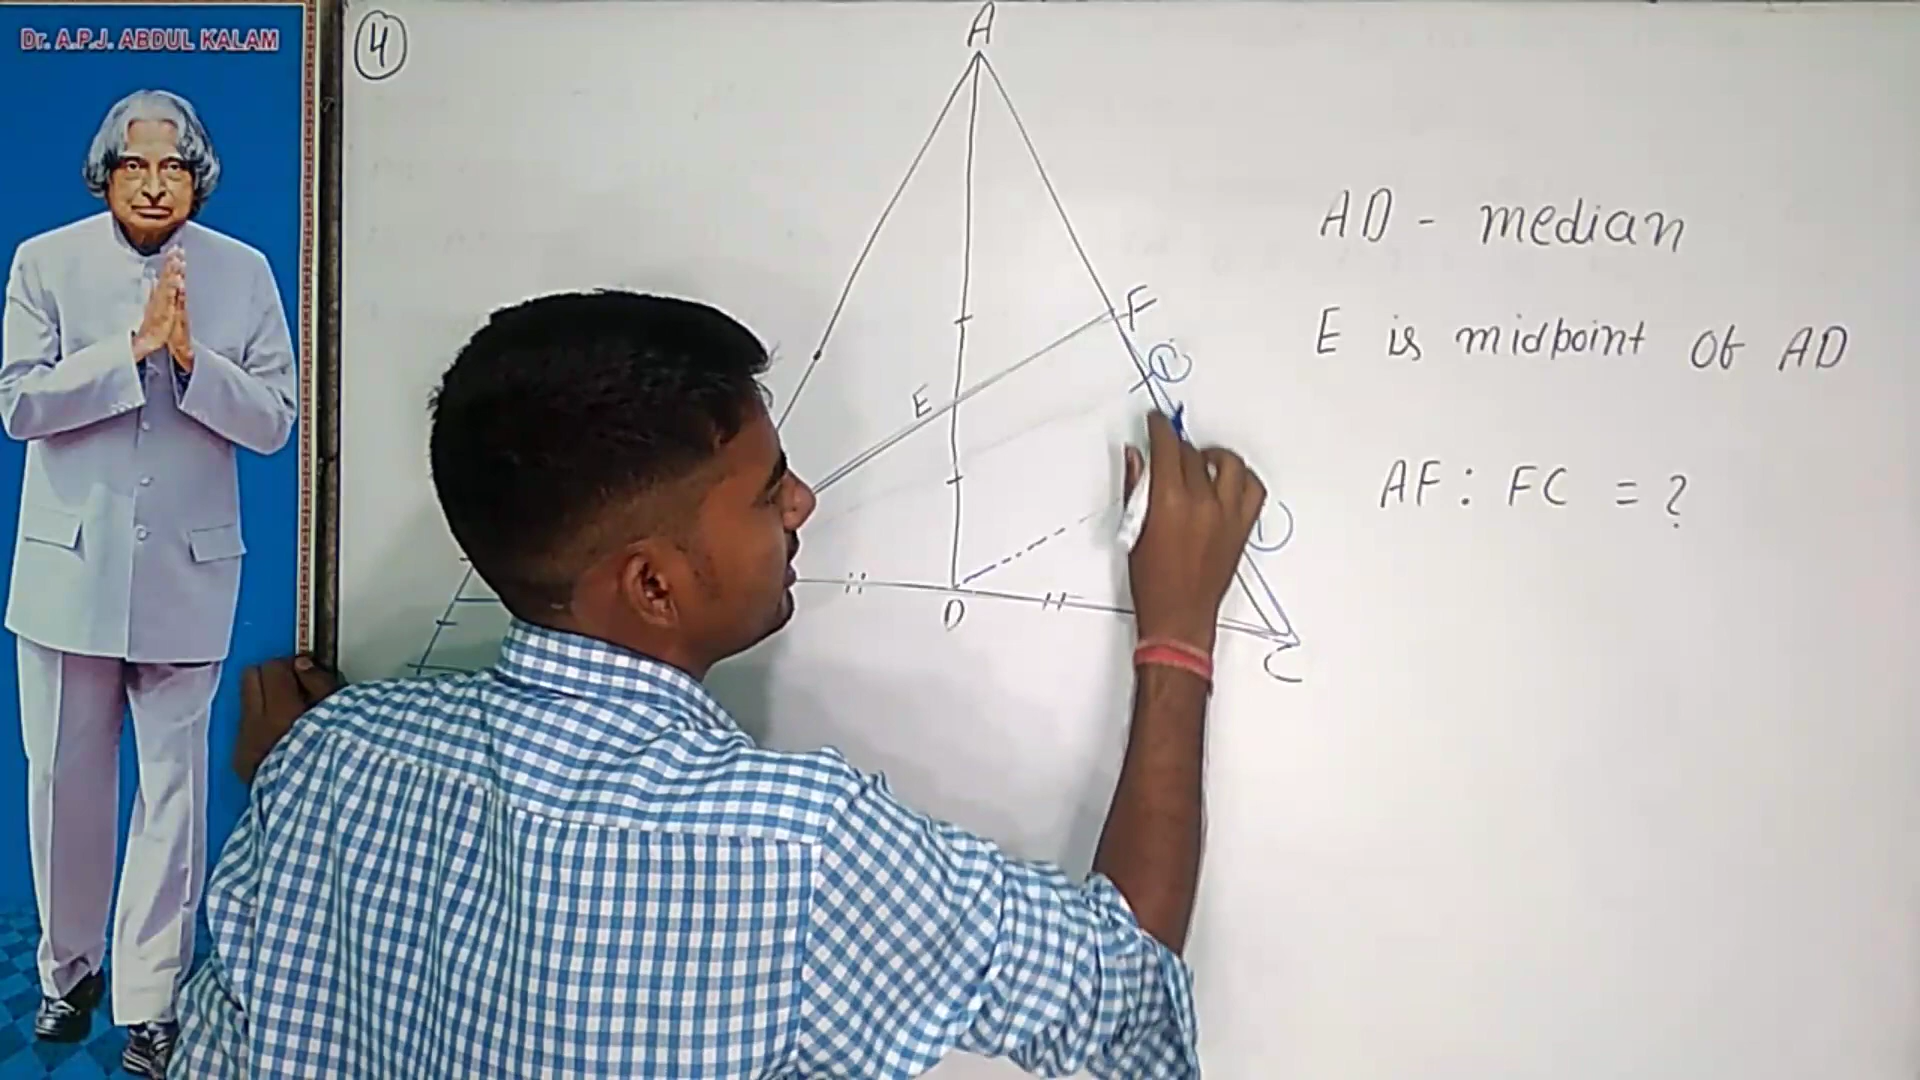 Dr. A.P.J. ABDUL KALAM
4
A
AD - median
F
E is midpoint of AD
E
AF : FC = ?
D
C